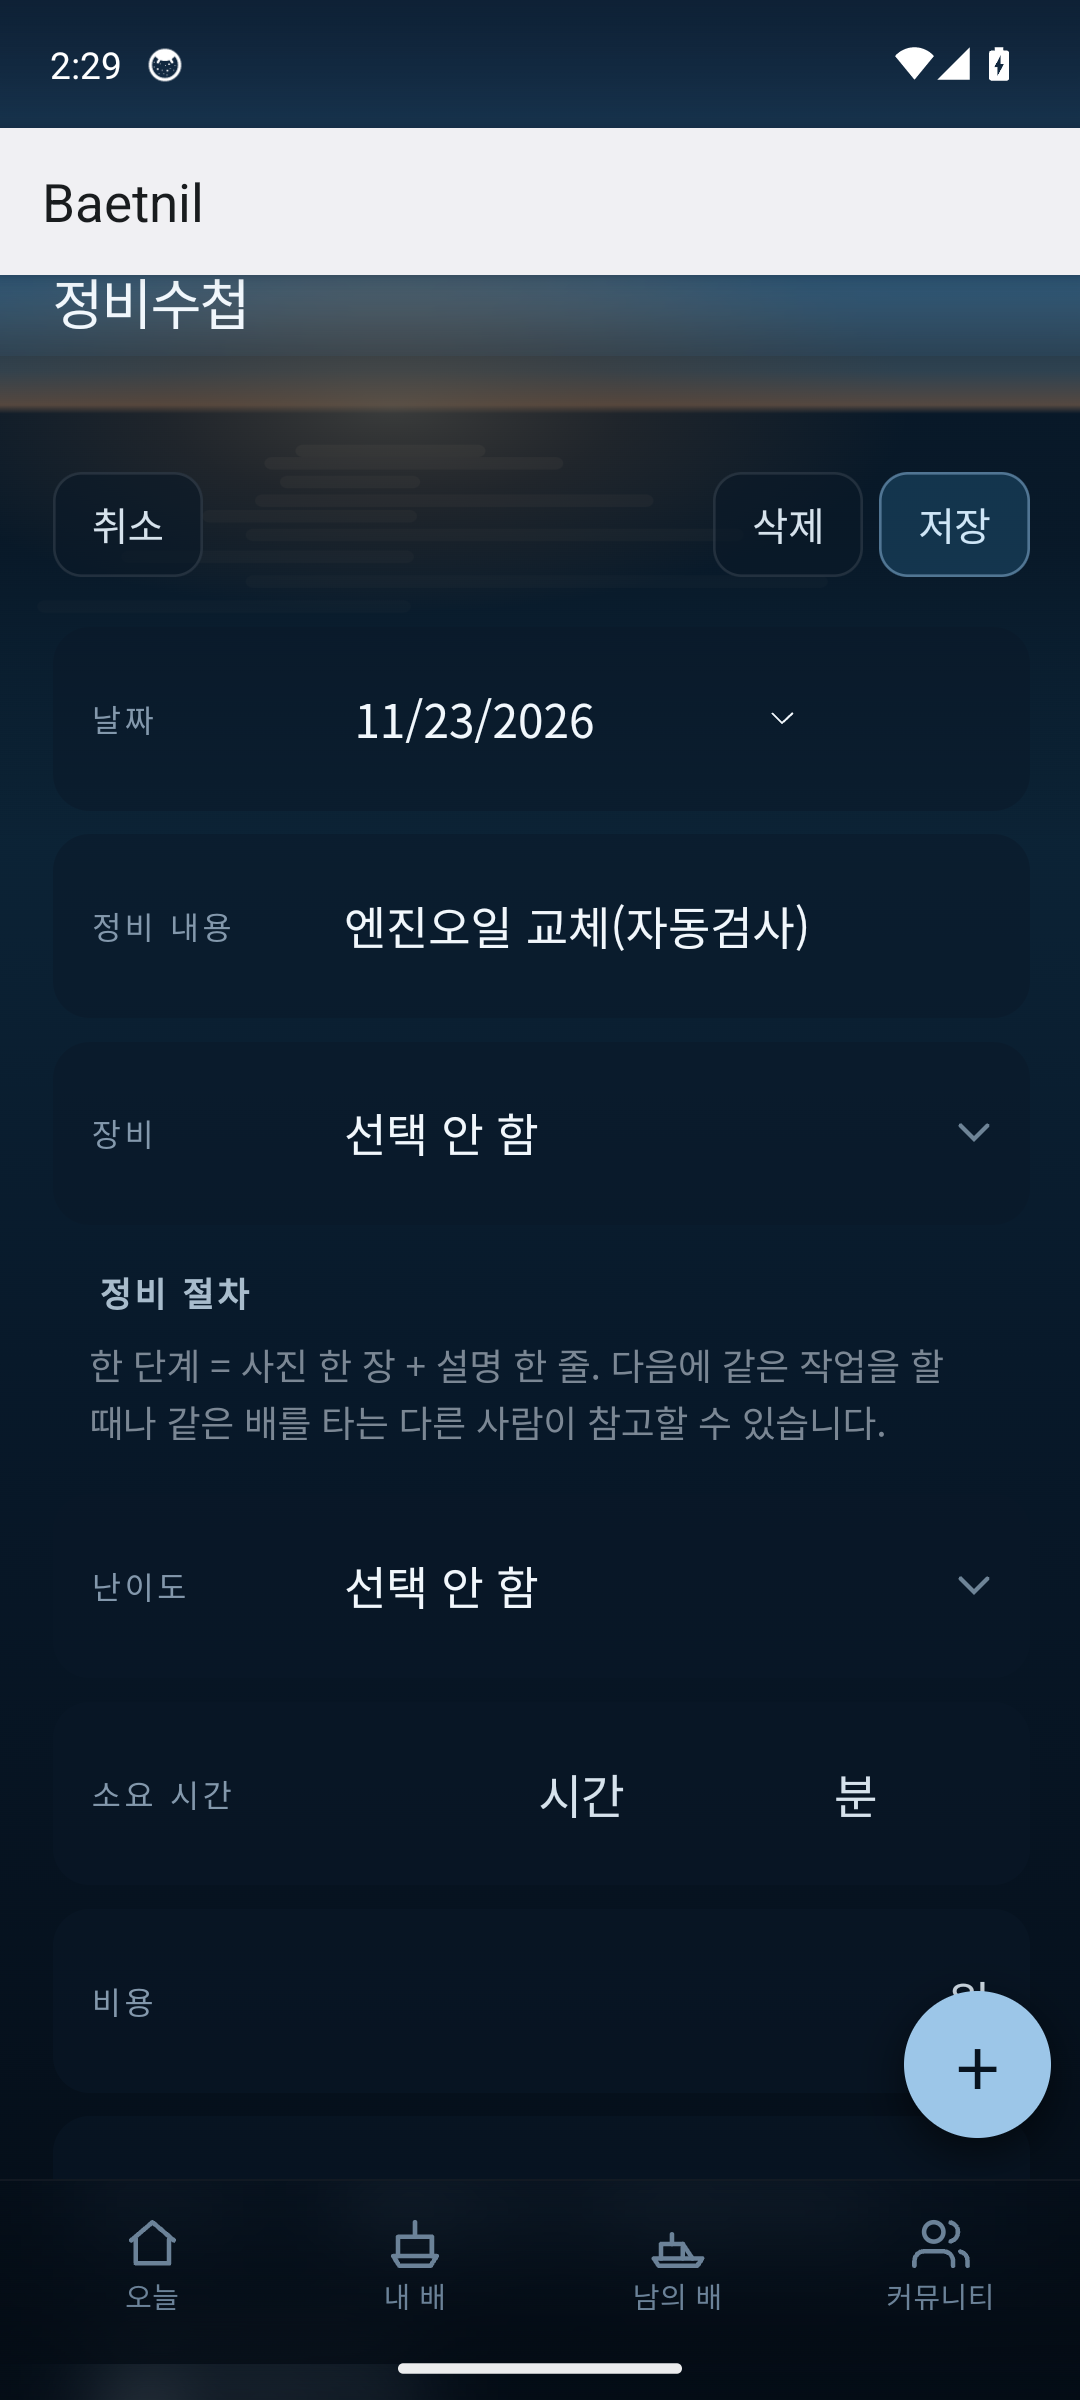 2:29
Baetnil
정비수첩
취소 삭제 저장
날짜 11/23/2026
정비 내용 엔진오일 교체(자동검사)
장비 선택 안 함
정비 절차
한 단계 = 사진 한 장 + 설명 한 줄. 다음에 같은 작업을 할
때나 같은 배를 타는 다른 사람이 참고할 수 있습니다.
난이도 선택 안 함
소요 시간 시간 분
비용
+
오늘 내 배 남의 배 커뮤니티